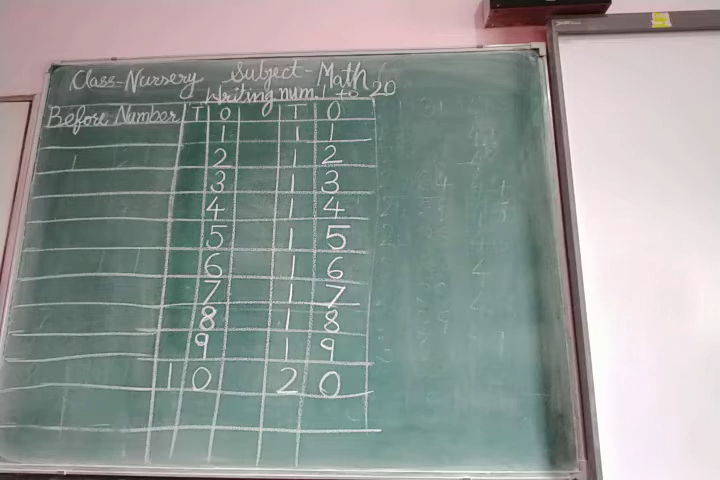 Class-Nursery Subject-Math
Writing num. 1 to 20
Before Number T O T O
1 1 1
2 1 2
3 1 3
4 1 4
5 1 5
6 1 6
7 1 7
8 1 8
9 1 9
1 0 2 0